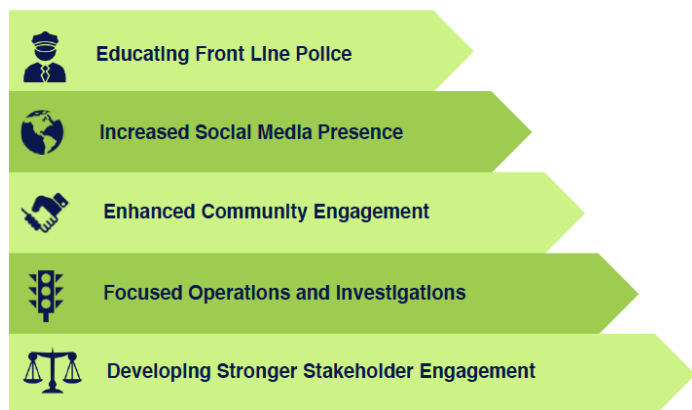 Educating Front Line Police
Increased Social Media Presence
Enhanced Community Engagement
Focused Operations and Investigations
Developing Stronger Stakeholder Engagement